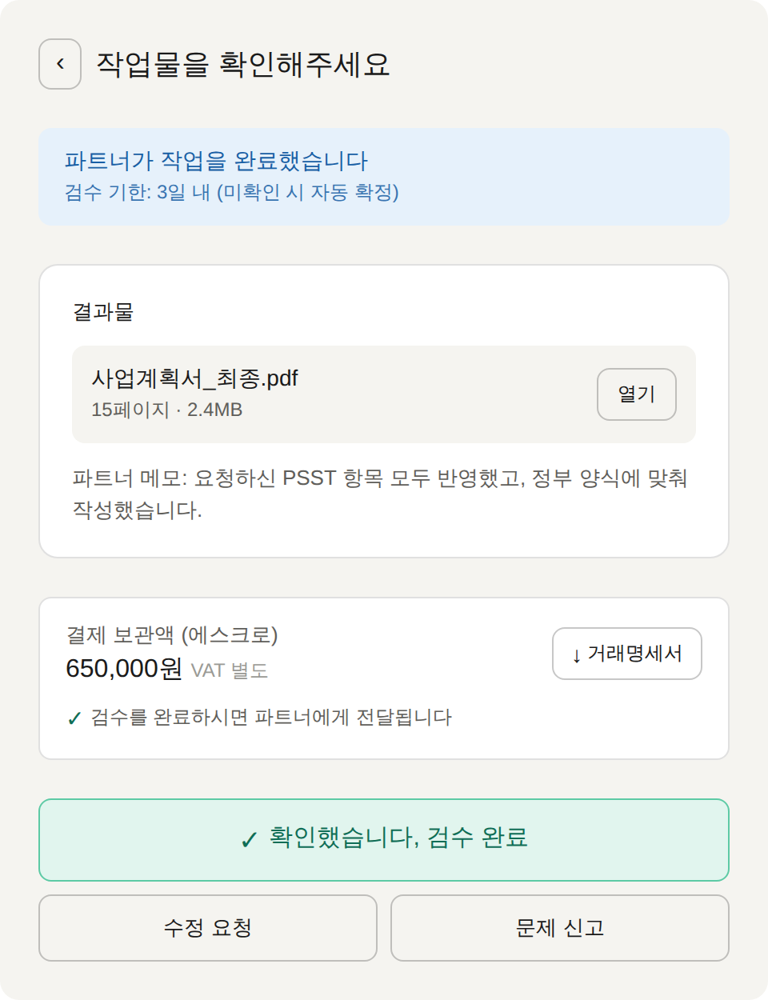 ‹ 작업물을 확인해주세요
파트너가 작업을 완료했습니다
검수 기한: 3일 내 (미확인 시 자동 확정)
결과물
사업계획서_최종.pdf
15페이지 · 2.4MB
열기
파트너 메모: 요청하신 PSST 항목 모두 반영했고, 정부 양식에 맞춰
작성했습니다.
결제 보관액 (에스크로)
650,000원 VAT 별도
↓ 거래명세서
✓ 검수를 완료하시면 파트너에게 전달됩니다
✓ 확인했습니다, 검수 완료
수정 요청
문제 신고